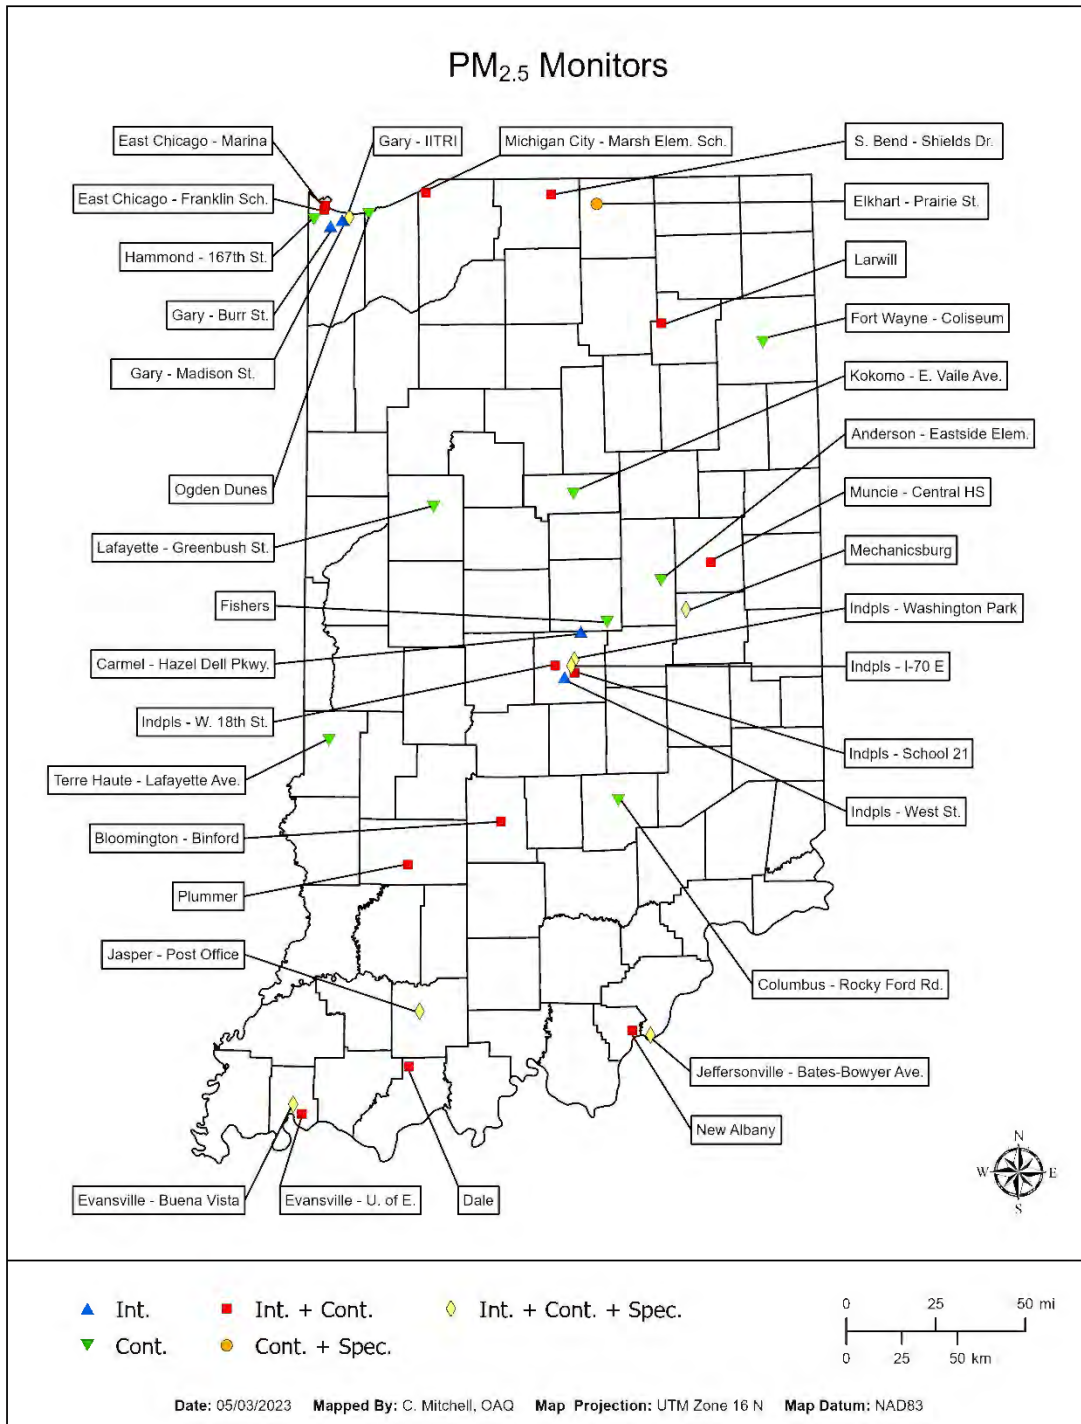 PM2.5 Monitors
East Chicago - Marina
Gary - IITRI
Michigan City - Marsh Elem. Sch.
S. Bend - Shields Dr.
East Chicago - Franklin Sch.
Elkhart - Prairie St.
Hammond - 167th St.
Larwill
Gary - Burr St.
Fort Wayne - Coliseum
Gary - Madison St.
Kokomo - E. Vaile Ave.
Anderson - Eastside Elem.
Ogden Dunes
Muncie - Central HS
Lafayette - Greenbush St.
Mechanicsburg
Fishers
Indpls - Washington Park
Carmel - Hazel Dell Pkwy.
Indpls - I-70 E
Indpls - W. 18th St.
Indpls - School 21
Terre Haute - Lafayette Ave.
Indpls - West St.
Bloomington - Binford
Plummer
Jasper - Post Office
Columbus - Rocky Ford Rd.
Jeffersonville - Bates-Bowyer Ave.
New Albany
Evansville - Buena Vista
Evansville - U. of E.
Dale
N
W E
S
Int.
Int. + Cont.
Int. + Cont. + Spec.
Cont.
Cont. + Spec.
0 25 50 mi
0 25 50 km
Date: 05/03/2023 Mapped By: C. Mitchell, OAQ Map Projection: UTM Zone 16 N Map Datum: NAD83